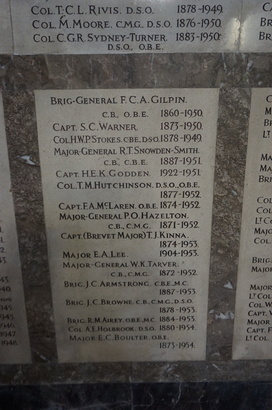 COL. T.C.L. RIVIS. D.S.O. 1878-1949.
COL. M. MOORE. C.M.G. D.S.O. 1876-1950.
COL. C.G.R. SYDNEY-TURNER 1883-1950.
D.S.O., O.B.E.
BRIG-GENERAL F.C.A. GILPIN.
C.B., O.B.E. 1860-1950.
CAPT. S.C. WARNER. 1873-1950.
COL. H.W.P. STOKES. C.B.E., D.S.O. 1878-1949.
MAJOR-GENERAL R.T. SNOWDEN-SMITH.
C.B., C.B.E. 1887-1951.
CAPT. H.E.K. GODDEN. 1922-1951.
COL. T.M. HUTCHINSON. D.S.O., O.B.E.
1877-1952.
CAPT. F.A. MCLAREN. O.B.E. 1874-1952.
MAJOR-GENERAL P.O. HAZELTON.
C.B., C.M.G. 1871-1952.
CAPT. (BREVET MAJOR) T.J. KINNA.
1874-1953.
MAJOR E.A. LEE. 1904-1953.
MAJOR-GENERAL W.K. TARVER.
C.B., C.M.G. 1872-1952.
BRIG. J.C. ARMSTRONG. C.B.E., M.C.
1887-1953.
BRIG. J.C. BROWNE. C.B., C.M.G., D.S.O.
1878-1953.
BRIG. R.M. AIREY. O.B.E., M.C. 1884-1953.
COL. A.E. HOLBROOK. D.S.O. 1880-1954.
MAJOR E.C. BOULTER. O.B.E.
1873-1954.